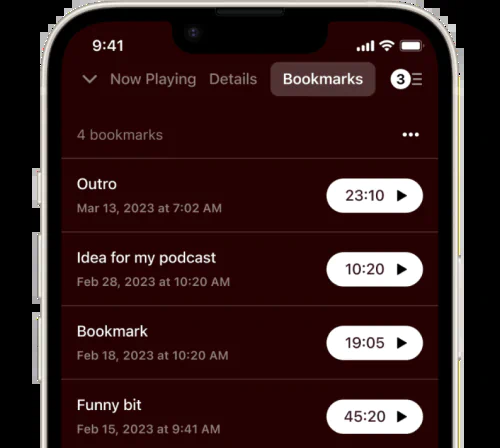 9:41
Now Playing Details Bookmarks 3
4 bookmarks
Outro
Mar 13, 2023 at 7:02 AM
23:10
Idea for my podcast
Feb 28, 2023 at 10:20 AM
10:20
Bookmark
Feb 18, 2023 at 10:20 AM
19:05
Funny bit
Feb 15, 2023 at 9:41 AM
45:20